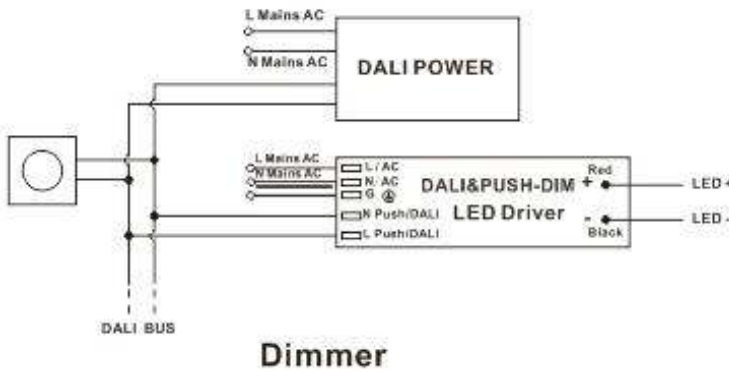 L Mains AC
N Mains AC
DALI POWER
L Mains AC
N Mains AC
L / AC
N/ AC
G
N Push/DALI
L Push/DALI
DALI&PUSH-DIM
LED Driver
Red
+
-
Black
LED +
LED -
DALI BUS
Dimmer